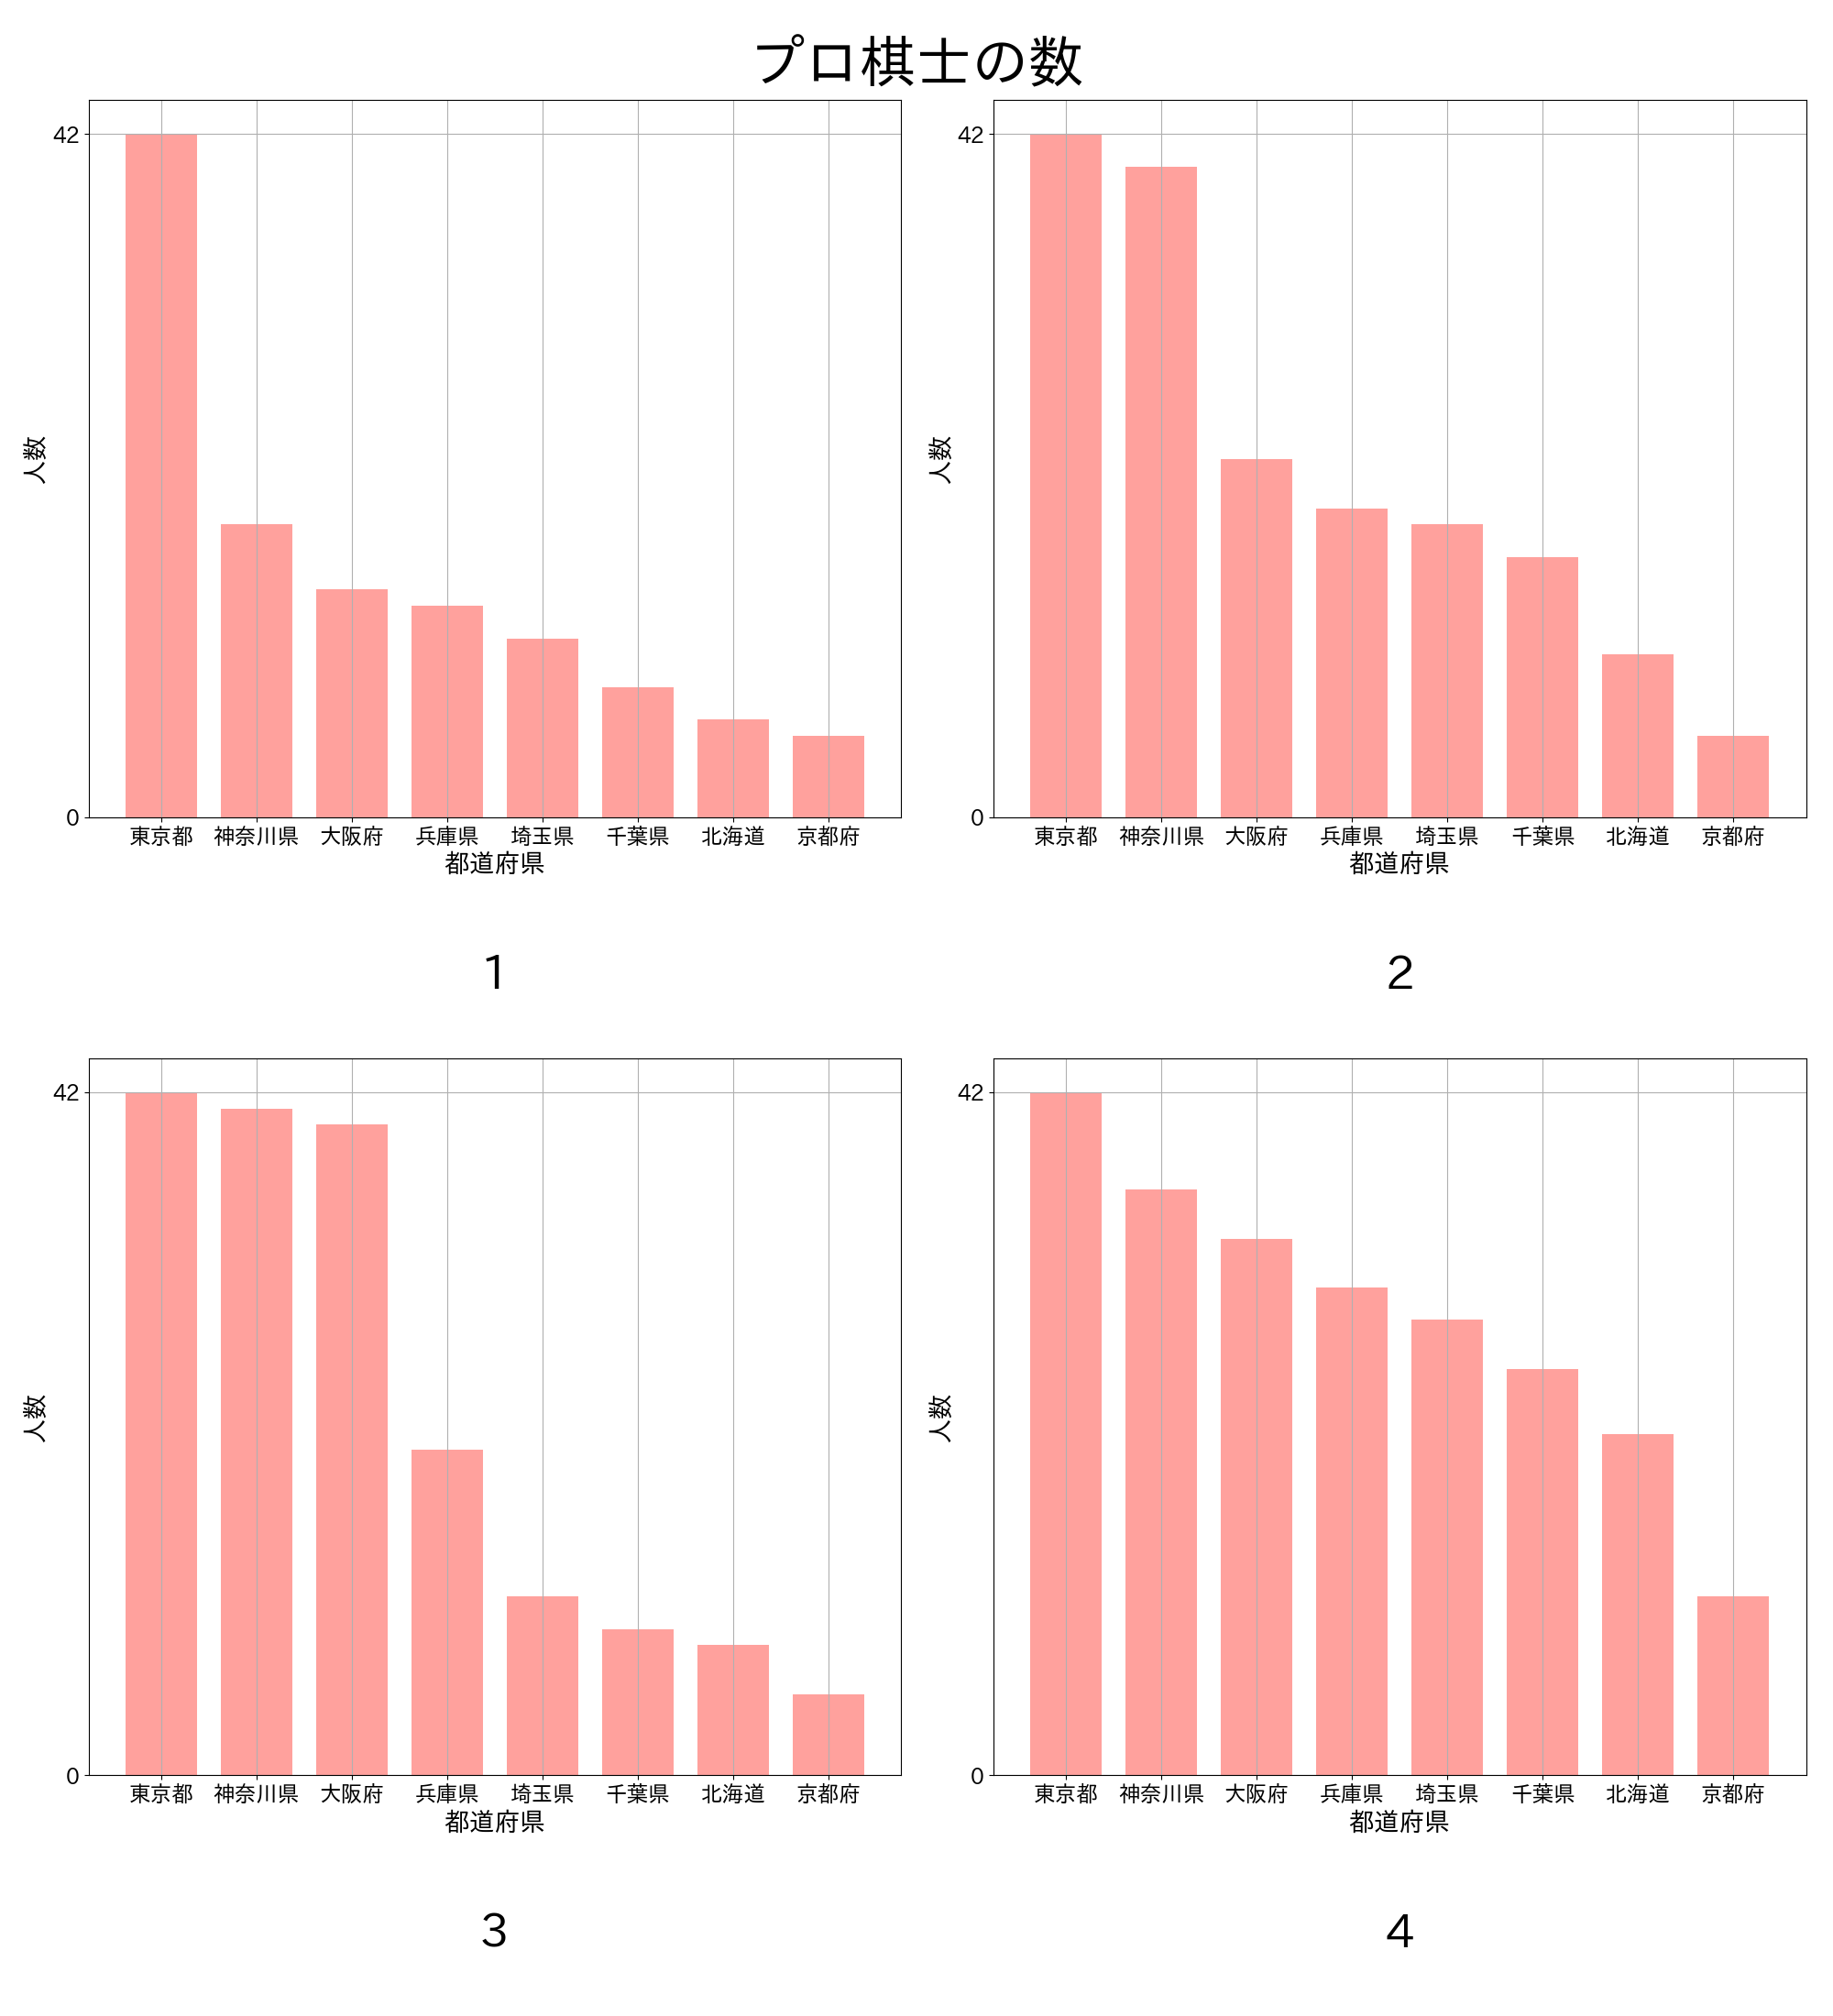 プロ棋士の数
42
0
人数
東京都 神奈川県 大阪府 兵庫県 埼玉県 千葉県 北海道 京都府
都道府県
1
42
0
人数
東京都 神奈川県 大阪府 兵庫県 埼玉県 千葉県 北海道 京都府
都道府県
2
42
0
人数
東京都 神奈川県 大阪府 兵庫県 埼玉県 千葉県 北海道 京都府
都道府県
3
42
0
人数
東京都 神奈川県 大阪府 兵庫県 埼玉県 千葉県 北海道 京都府
都道府県
4